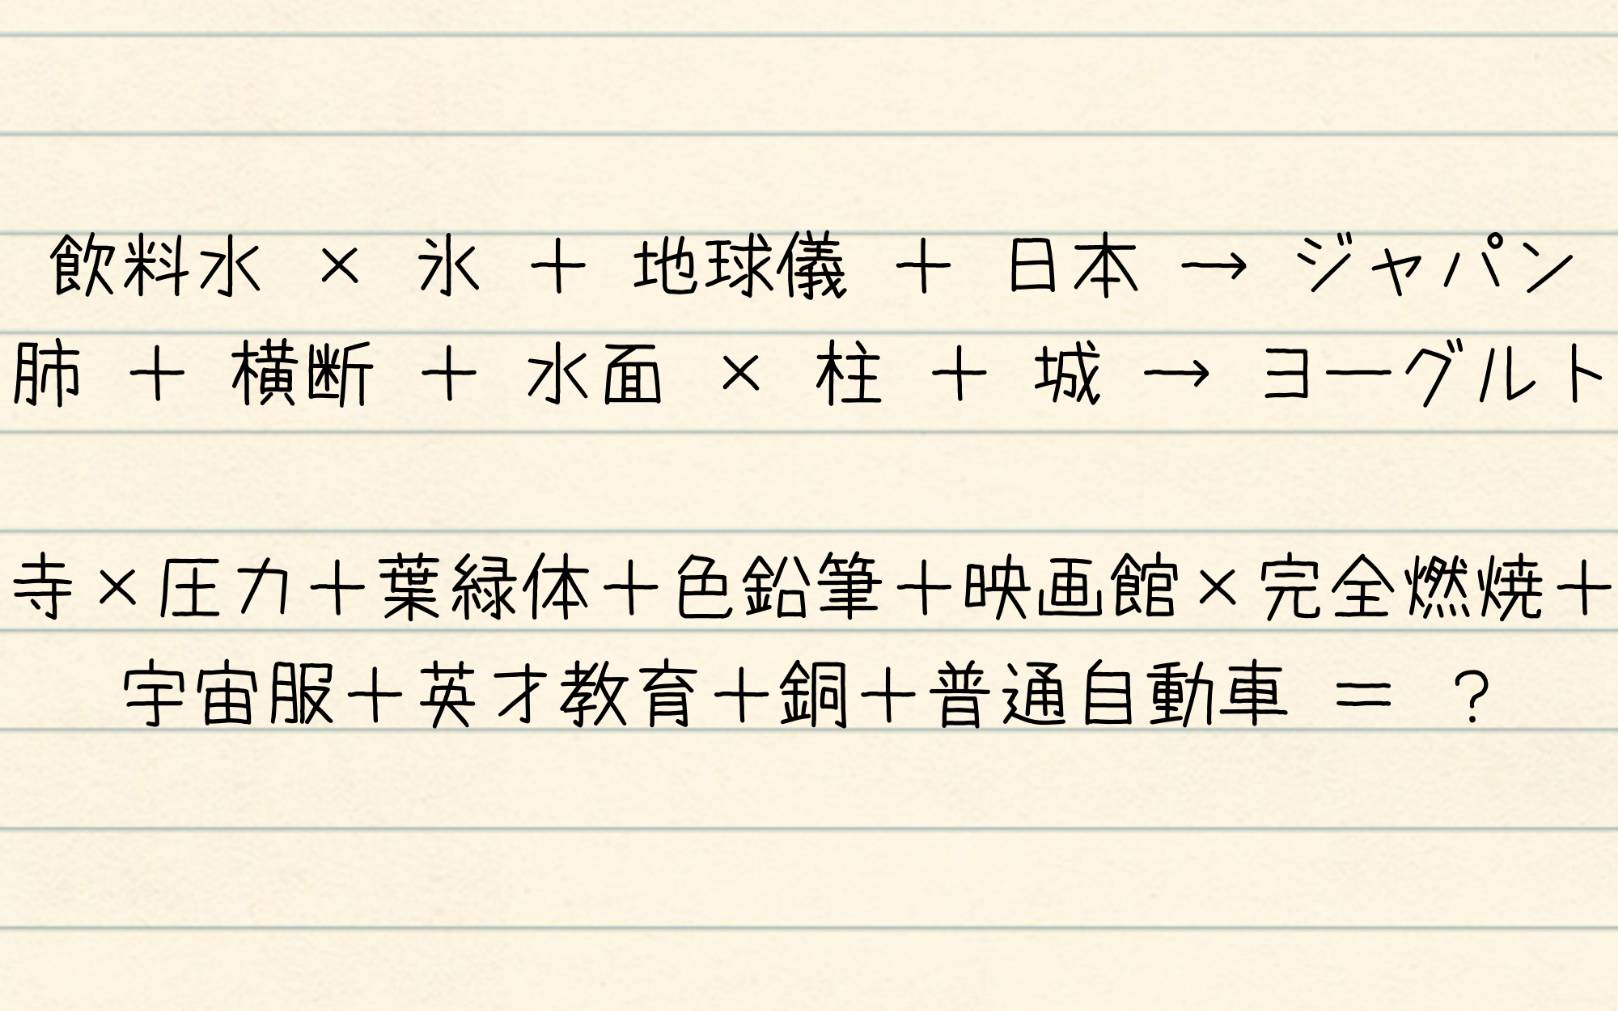 飲料水 × 氷 + 地球儀 + 日本 → ジャパン
肺 + 横断 + 水面 × 柱 + 城 → ヨーグルト
寺×圧力+葉緑体+色鉛筆+映画館×完全燃焼+
宇宙服+英才教育+銅+普通自動車 = ?